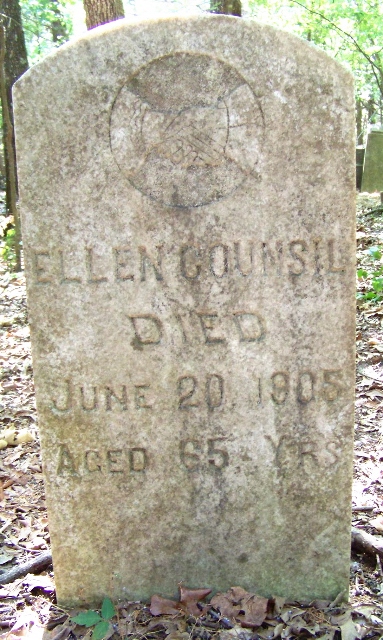 ELLEN COUNSIL
DIED
JUNE 20, 1905
AGED 65 YRS